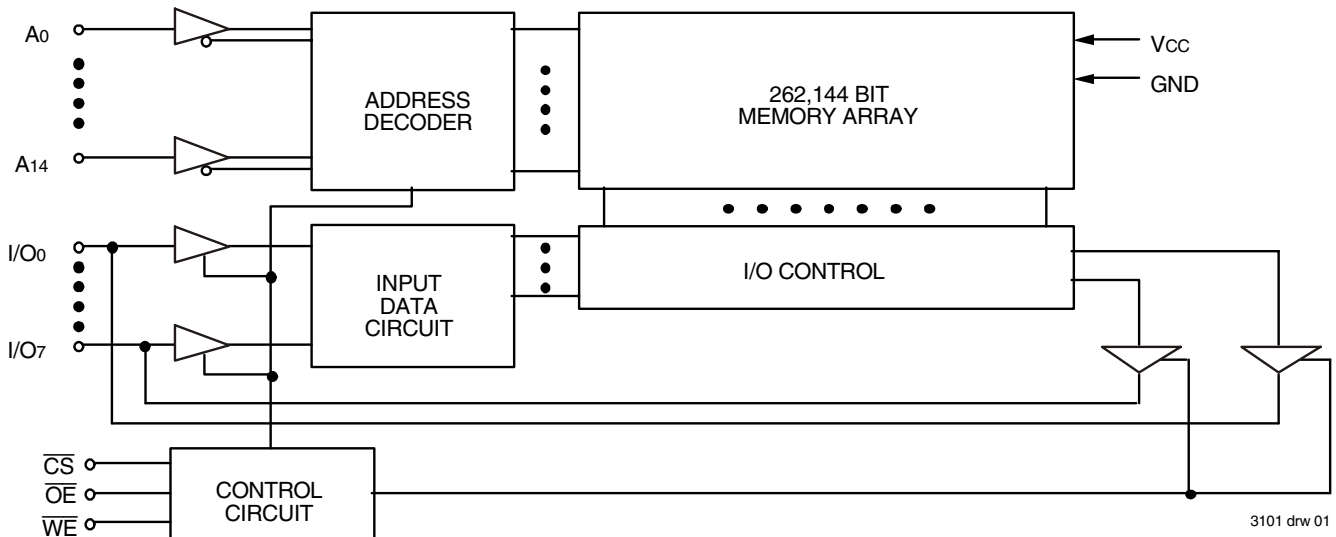 A0
ADDRESS
DECODER
262,144 BIT
MEMORY ARRAY
VCC
GND
A14
I/O0
INPUT
DATA
CIRCUIT
I/O CONTROL
I/O7
CS
OE
WE
CONTROL
CIRCUIT
3101 drw 01